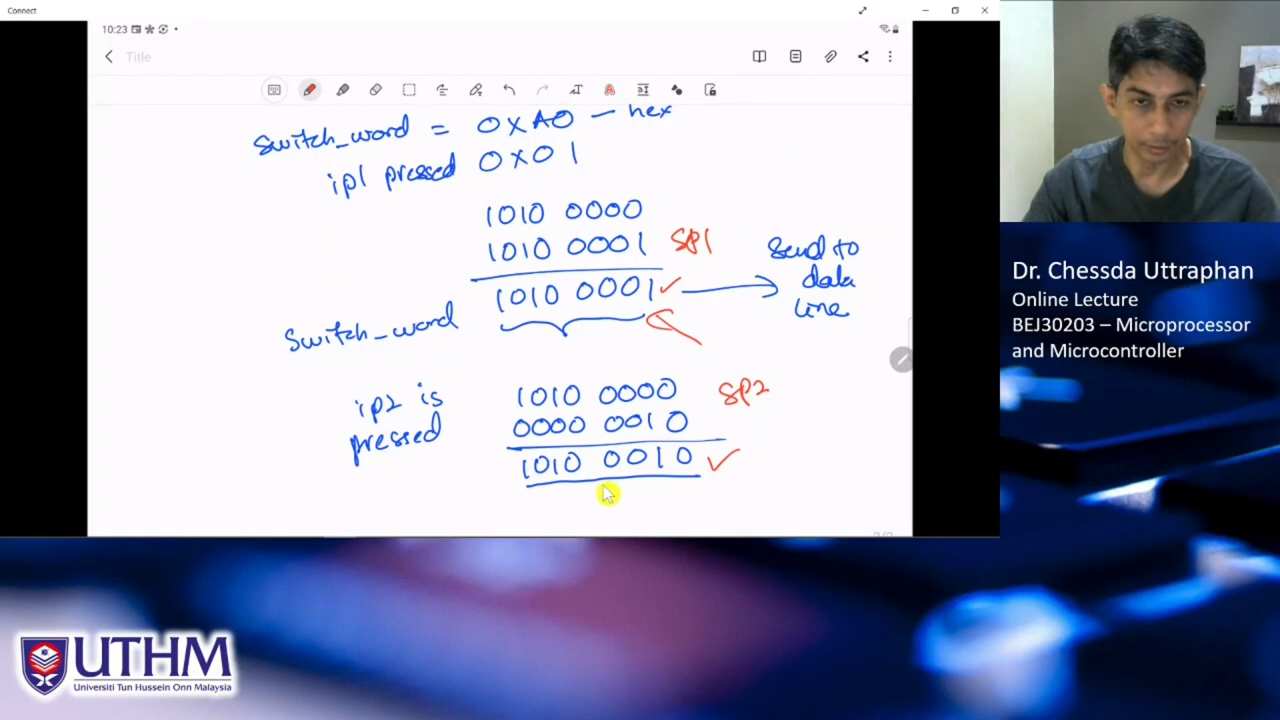 Connect
10:23
Title
switch_word = 0xA0 — hex
ip1 pressed 0x01
1010 0000
1010 0001 SP1
1010 0001 → Send to data line
switch_word
ip2 is pressed
1010 0000 SP2
0000 0010
1010 0010
2/2
Dr. Chessda Uttraphan
Online Lecture
BEJ30203 – Microprocessor
and Microcontroller
UTHM
Universiti Tun Hussein Onn Malaysia